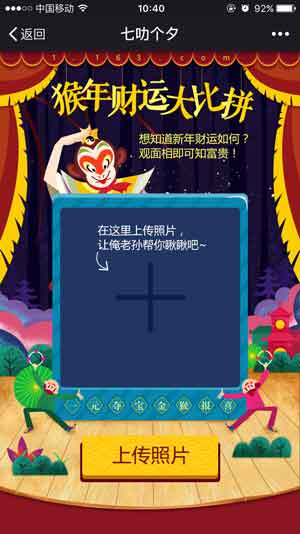 中国移动 10:40 92%
返回 七叻个夕
1.163.com
猴年财运大比拼
想知道新年财运如何？
观面相即可知富贵！
在这里上传照片，
让俺老孙帮你瞅瞅吧~
一元夺宝金猴报喜
上传照片